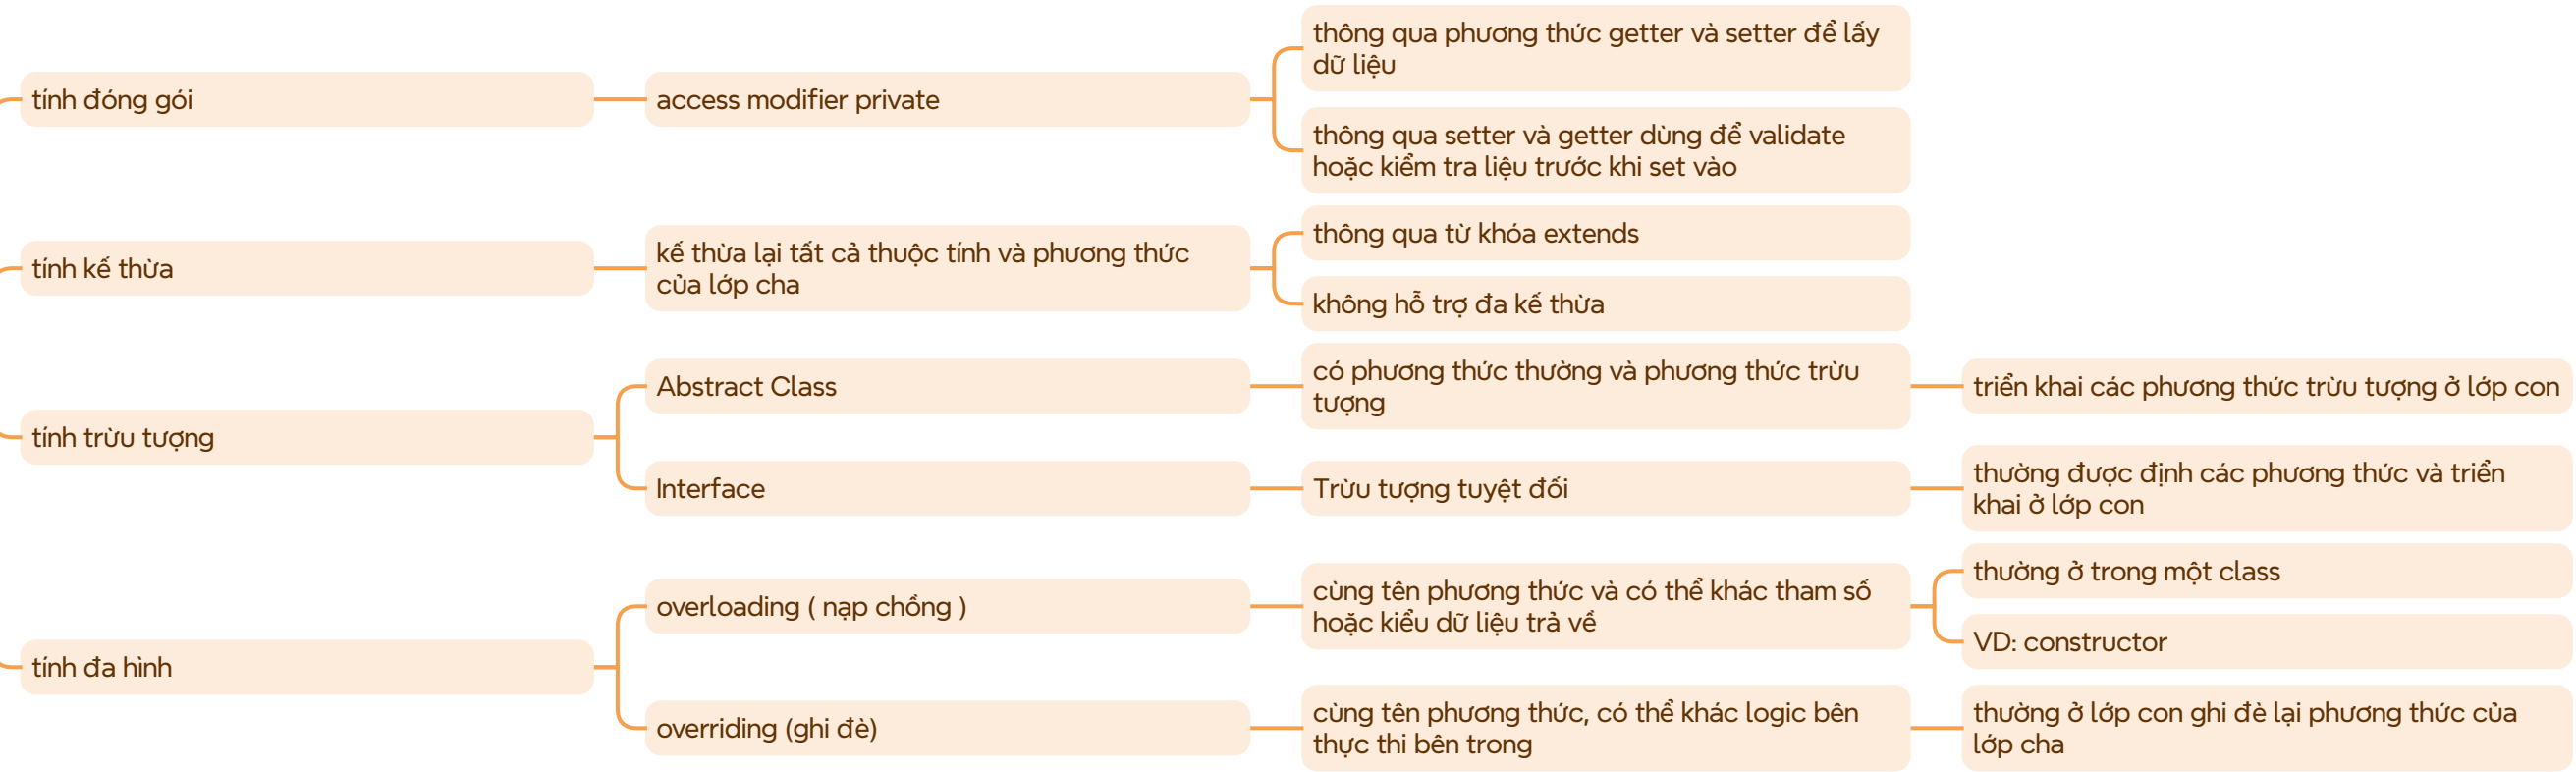 tính đóng gói
access modifier private
thông qua phương thức getter và setter để lấy
dữ liệu
thông qua setter và getter dùng để validate
hoặc kiểm tra liệu trước khi set vào
tính kế thừa
kế thừa lại tất cả thuộc tính và phương thức
của lớp cha
thông qua từ khóa extends
không hỗ trợ đa kế thừa
tính trừu tượng
Abstract Class
có phương thức thường và phương thức trừu
tượng
triển khai các phương thức trừu tượng ở lớp con
Interface
Trừu tượng tuyệt đối
thường được định các phương thức và triển
khai ở lớp con
tính đa hình
overloading ( nạp chồng )
cùng tên phương thức và có thể khác tham số
hoặc kiểu dữ liệu trả về
thường ở trong một class
VD: constructor
overriding (ghi đè)
cùng tên phương thức, có thể khác logic bên
thực thi bên trong
thường ở lớp con ghi đè lại phương thức của
lớp cha